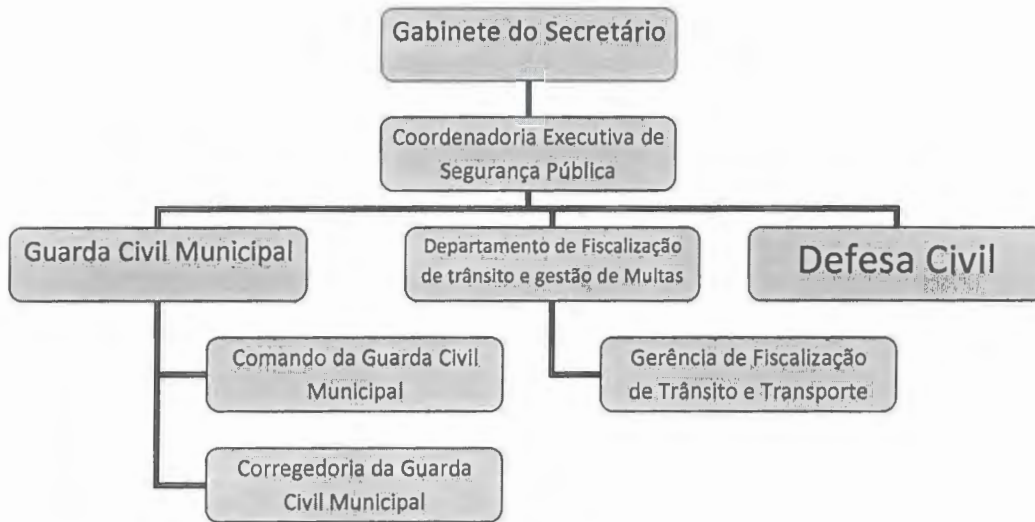 Gabinete do Secretário
Coordenadoria Executiva de
Segurança Pública
Guarda Civil Municipal
Departamento de Fiscalização
de trânsito e gestão de Multas
Defesa Civil
Comando da Guarda Civil
Municipal
Gerência de Fiscalização
de Trânsito e Transporte
Corregedoria da Guarda
Civil Municipal